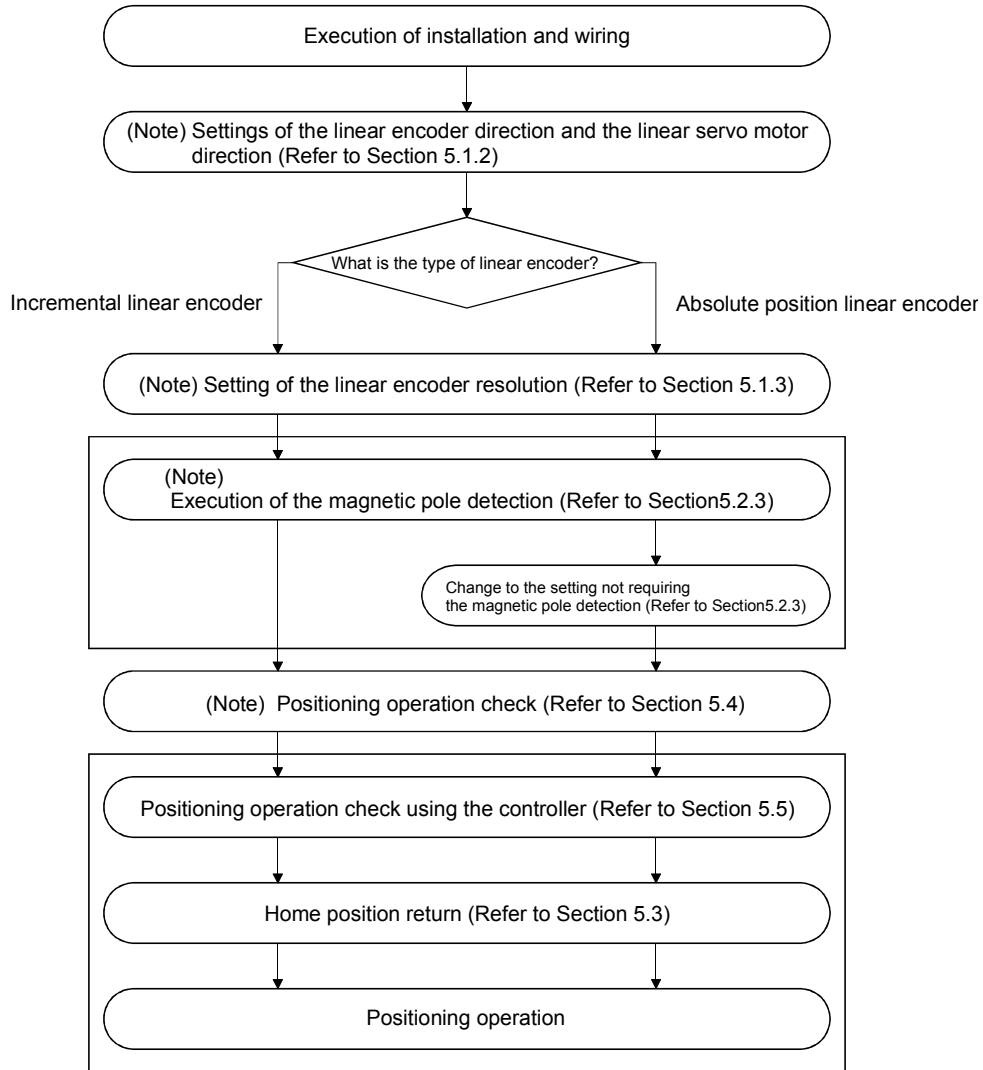 Execution of installation and wiring
(Note) Settings of the linear encoder direction and the linear servo motor
direction (Refer to Section 5.1.2)
What is the type of linear encoder?
Incremental linear encoder
Absolute position linear encoder
(Note) Setting of the linear encoder resolution (Refer to Section 5.1.3)
(Note)
Execution of the magnetic pole detection (Refer to Section5.2.3)
Change to the setting not requiring
the magnetic pole detection (Refer to Section5.2.3)
(Note) Positioning operation check (Refer to Section 5.4)
Positioning operation check using the controller (Refer to Section 5.5)
Home position return (Refer to Section 5.3)
Positioning operation